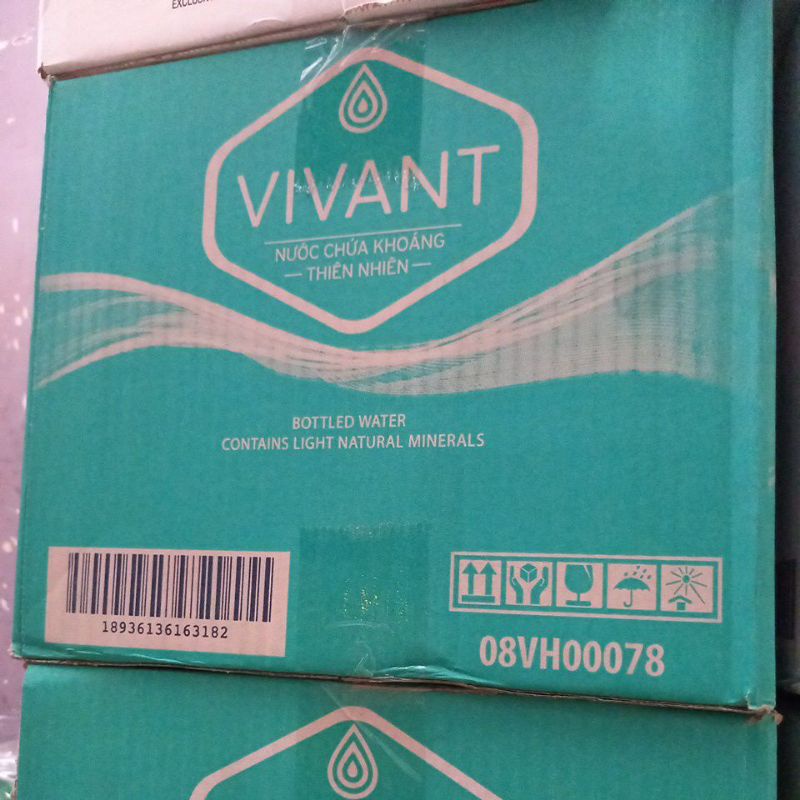 VIVANT
NƯỚC CHỨA KHOÁNG
— THIÊN NHIÊN —
BOTTLED WATER
CONTAINS LIGHT NATURAL MINERALS
18936136163182
08VH00078